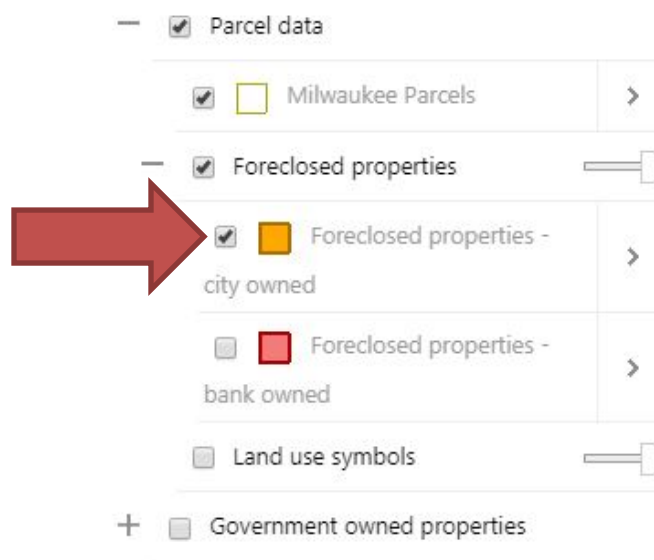 Parcel data
Milwaukee Parcels
Foreclosed properties
Foreclosed properties -
city owned
Foreclosed properties -
bank owned
Land use symbols
Government owned properties